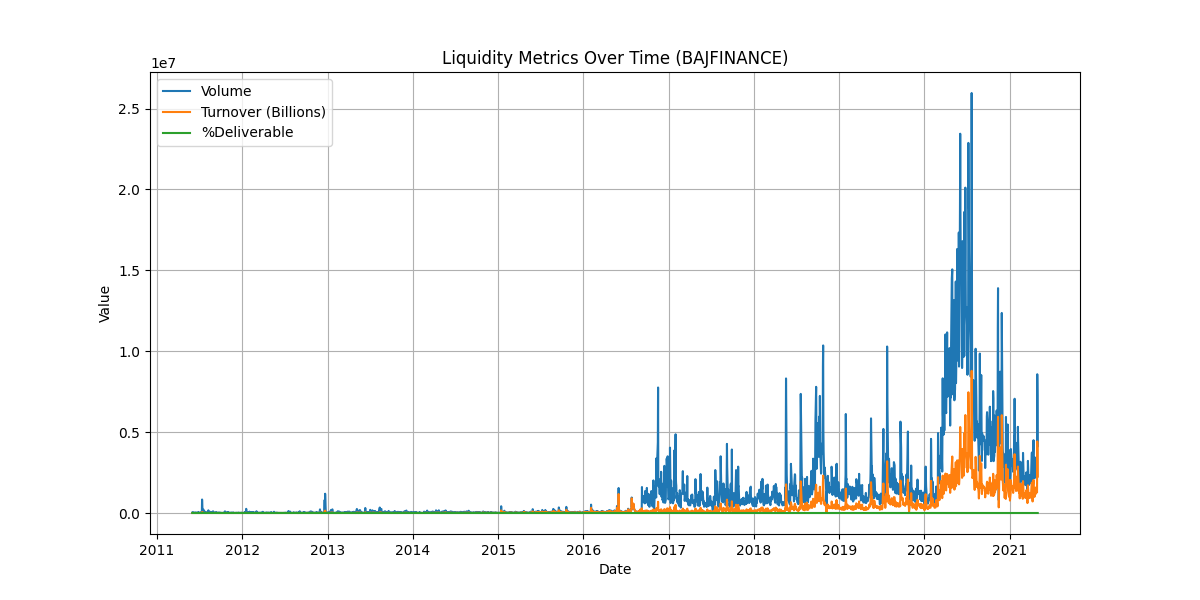 Liquidity Metrics Over Time (BAJFINANCE)
1e7
Volume
Turnover (Billions)
%Deliverable
2.5
2.0
1.5
1.0
0.5
0.0
Value
2011 2012 2013 2014 2015 2016 2017 2018 2019 2020 2021
Date